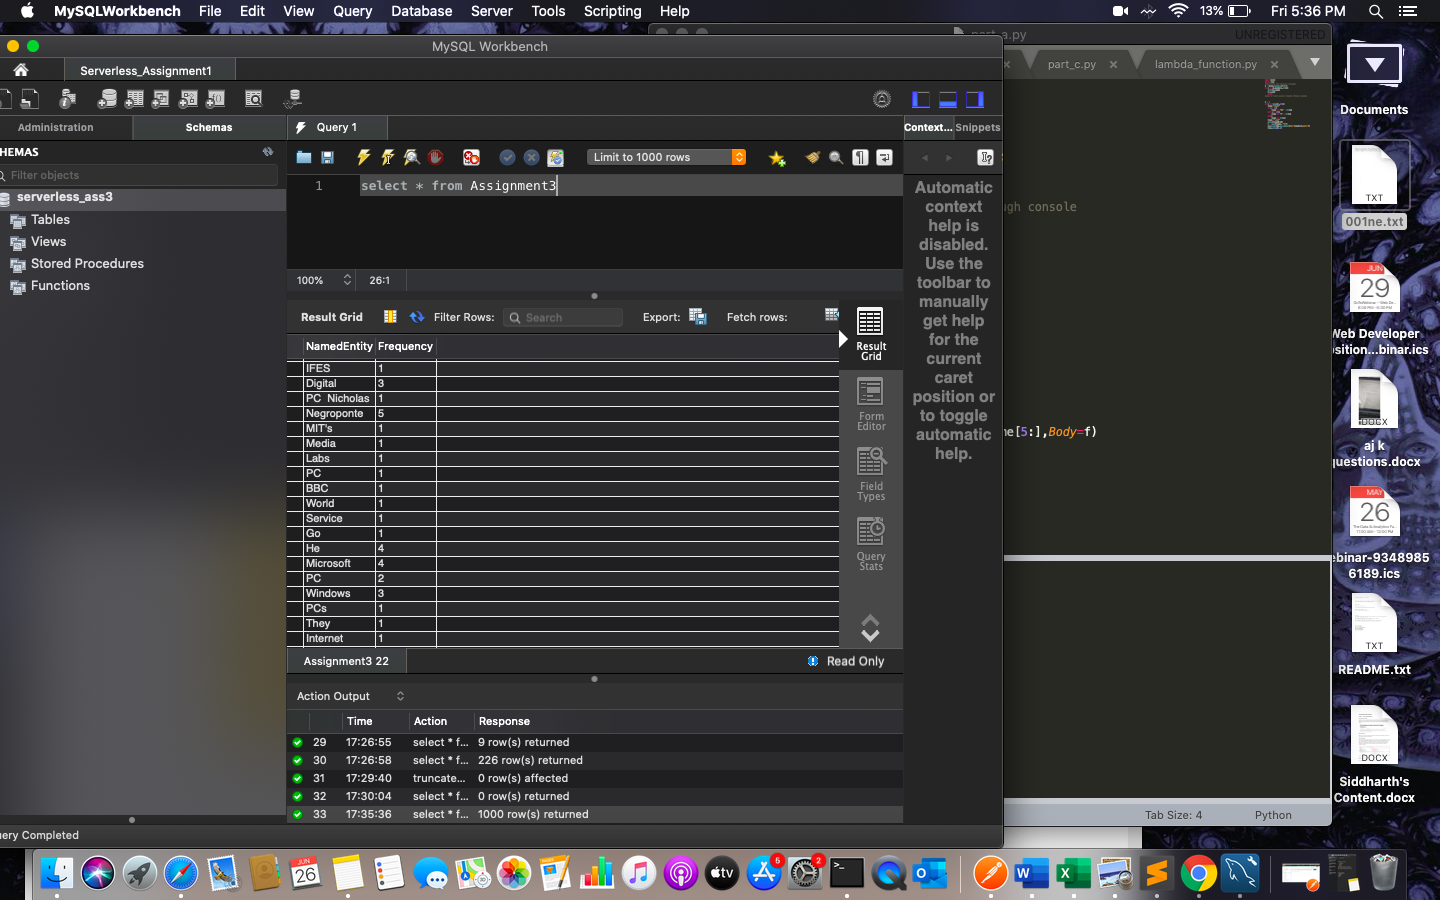 MySQLWorkbench File Edit View Query Database Server Tools Scripting Help 13% Fri 5:36 PM
MySQL Workbench
part_a.py UNREGISTERED
Serverless_Assignment1
part_c.py lambda_function.py
Administration Schemas
Query 1
Context... Snippets
HEMAS
Filter objects
serverless_ass3
Tables
Views
Stored Procedures
Functions
Limit to 1000 rows
1 select * from Assignment3
100% 26:1
Automatic
context
help is
disabled.
Use the
toolbar to
manually
get help
for the
current
caret
position or
to toggle
automatic
help.
ugh console
e[5:],Body=f)
Result Grid Filter Rows: Search Export: Fetch rows:
NamedEntity Frequency
IFES 1
Digital 3
PC Nicholas 1
Negroponte 5
MIT's 1
Media 1
Labs 1
PC 1
BBC 1
World 1
Service 1
Go 1
He 4
Microsoft 4
PC 2
Windows 3
PCs 1
They 1
Internet 1
Result
Grid
Form
Editor
Field
Types
Query
Stats
Assignment3 22 Read Only
Action Output
Time Action Response
29 17:26:55 select * f... 9 row(s) returned
30 17:26:58 select * f... 226 row(s) returned
31 17:29:40 truncate... 0 row(s) affected
32 17:30:04 select * f... 0 row(s) returned
33 17:35:36 select * f... 1000 row(s) returned
ery Completed
Tab Size: 4 Python
Documents
TXT
001ne.txt
JUN
29
Web Developer
sition...binar.ics
DOCX
aj k
uestions.docx
MAY
26
ebinar-9348985
6189.ics
TXT
README.txt
DOCX
Siddharth's
Content.docx
JUN
26
tv
5
2